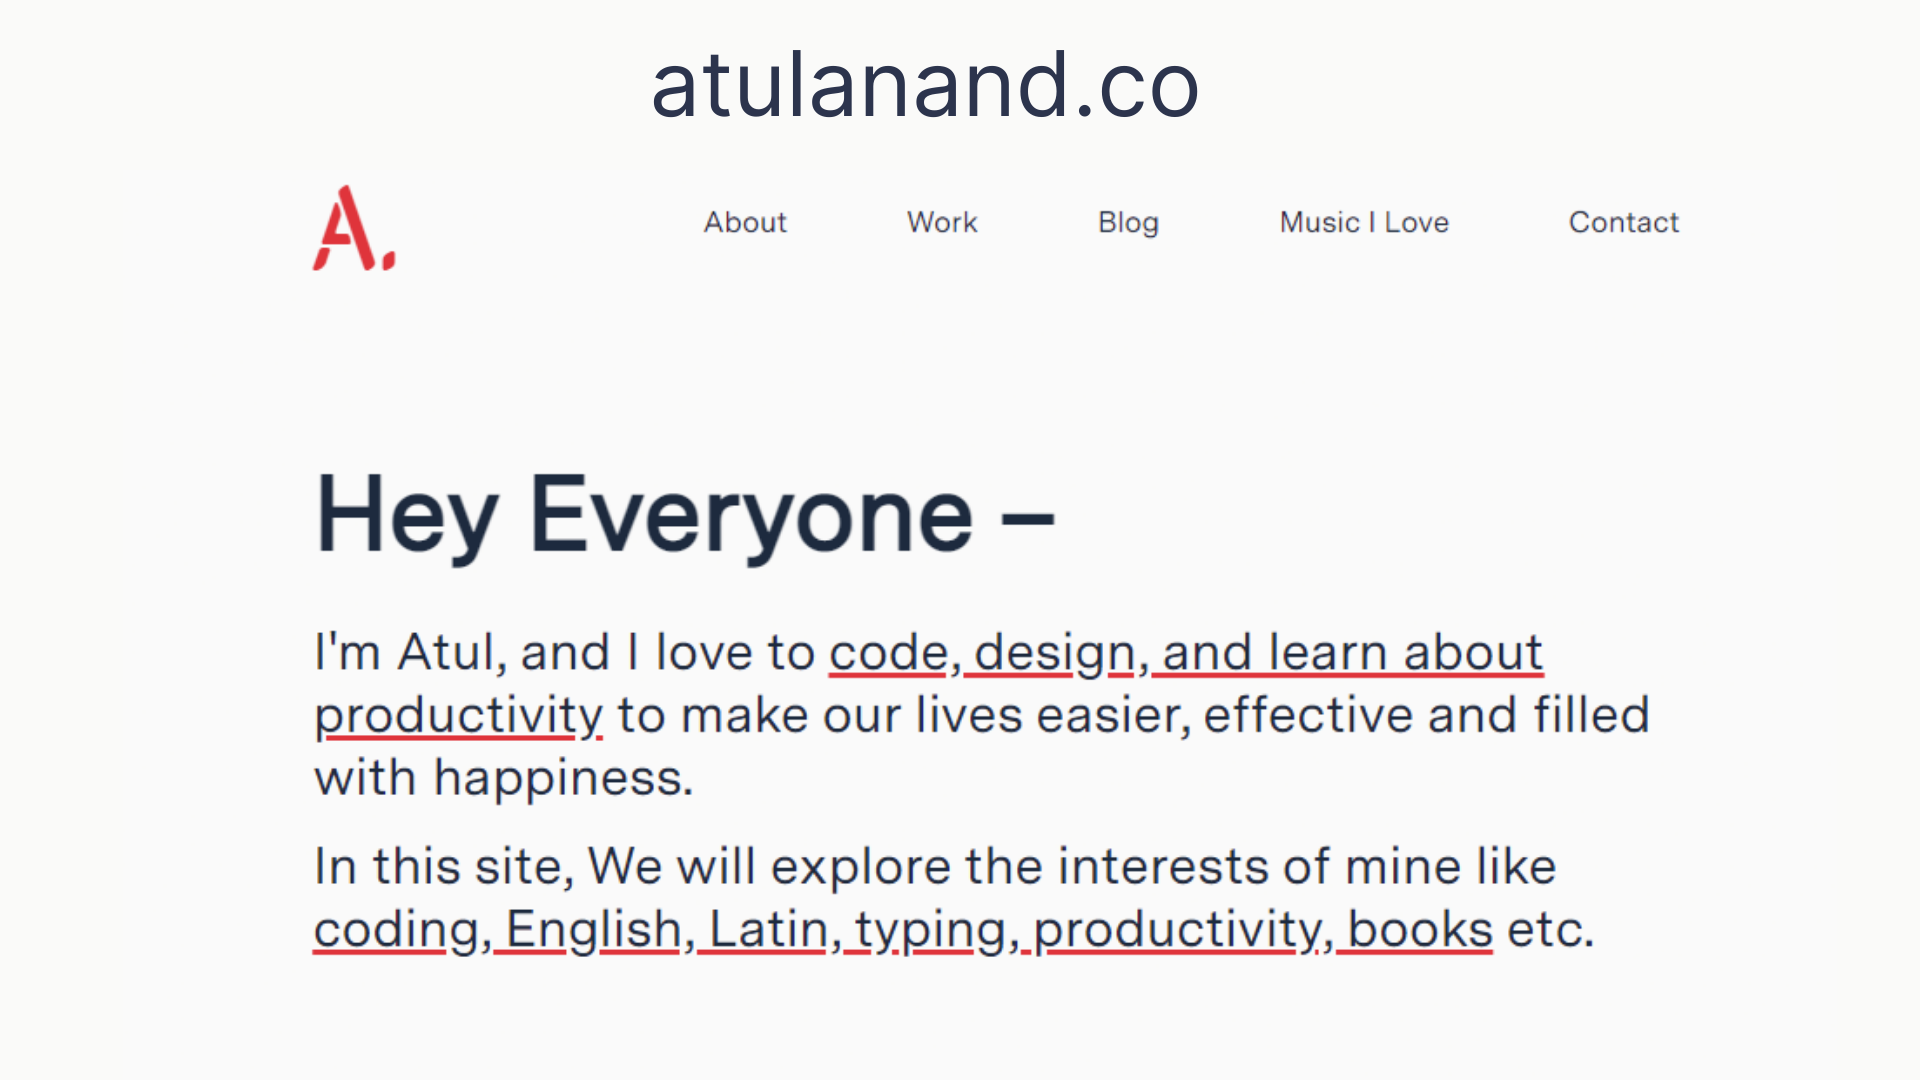 atulanand.co
A.
About Work Blog Music I Love Contact
Hey Everyone –
I'm Atul, and I love to code, design, and learn about
productivity to make our lives easier, effective and filled
with happiness.
In this site, We will explore the interests of mine like
coding, English, Latin, typing, productivity, books etc.